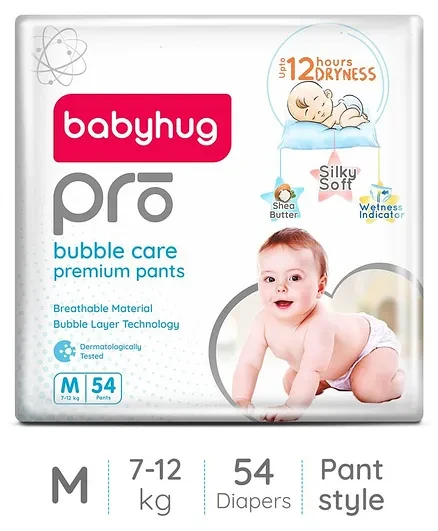 Upto 12 hours
DRYNESS
babyhug
pro
Silky
Soft
Shea
Butter
Wetness
Indicator
bubble care
premium pants
Breathable Material
Bubble Layer Technology
Dermatologically
Tested
M 54
7-12 kg Pants
M
7-12
kg
54
Diapers
Pant
style